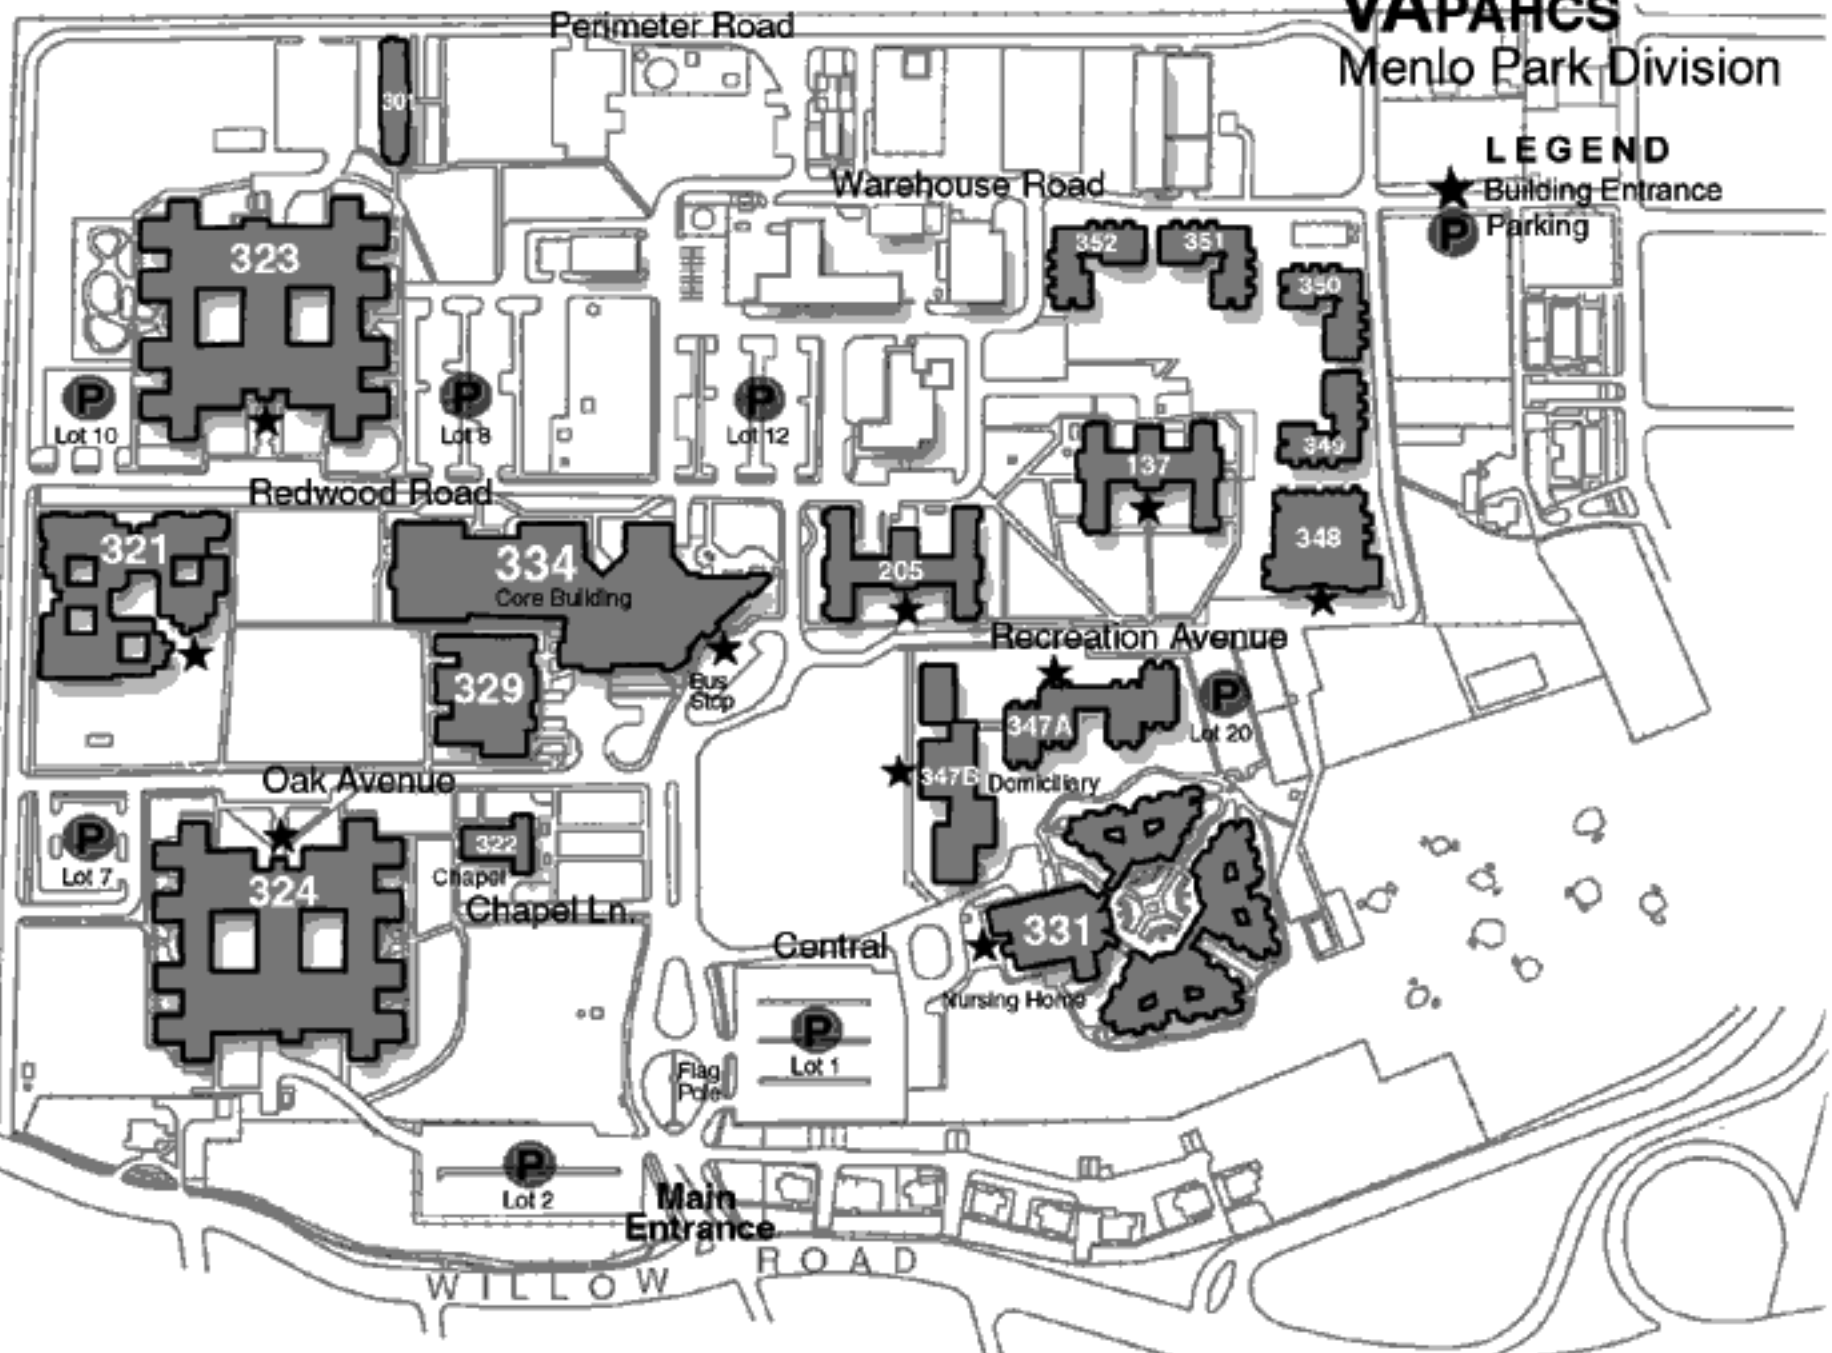 VAPAHCS
Menlo Park Division
Perimeter Road
301
LEGEND
Building Entrance
P Parking
Warehouse Road
323
352
351
350
P
Lot 10
P
Lot 8
P
Lot 12
349
137
Redwood Road
321
334
Core Building
205
348
Recreation Avenue
329
Bus
Stop
347A
P
Lot 20
347B
Domiciliary
Oak Avenue
P
Lot 7
322
Chapel
324
Chapel Ln.
331
Central
Nursing Home
P
Lot 1
Flag
Pole
P
Lot 2
Main
Entrance
WILLOW ROAD